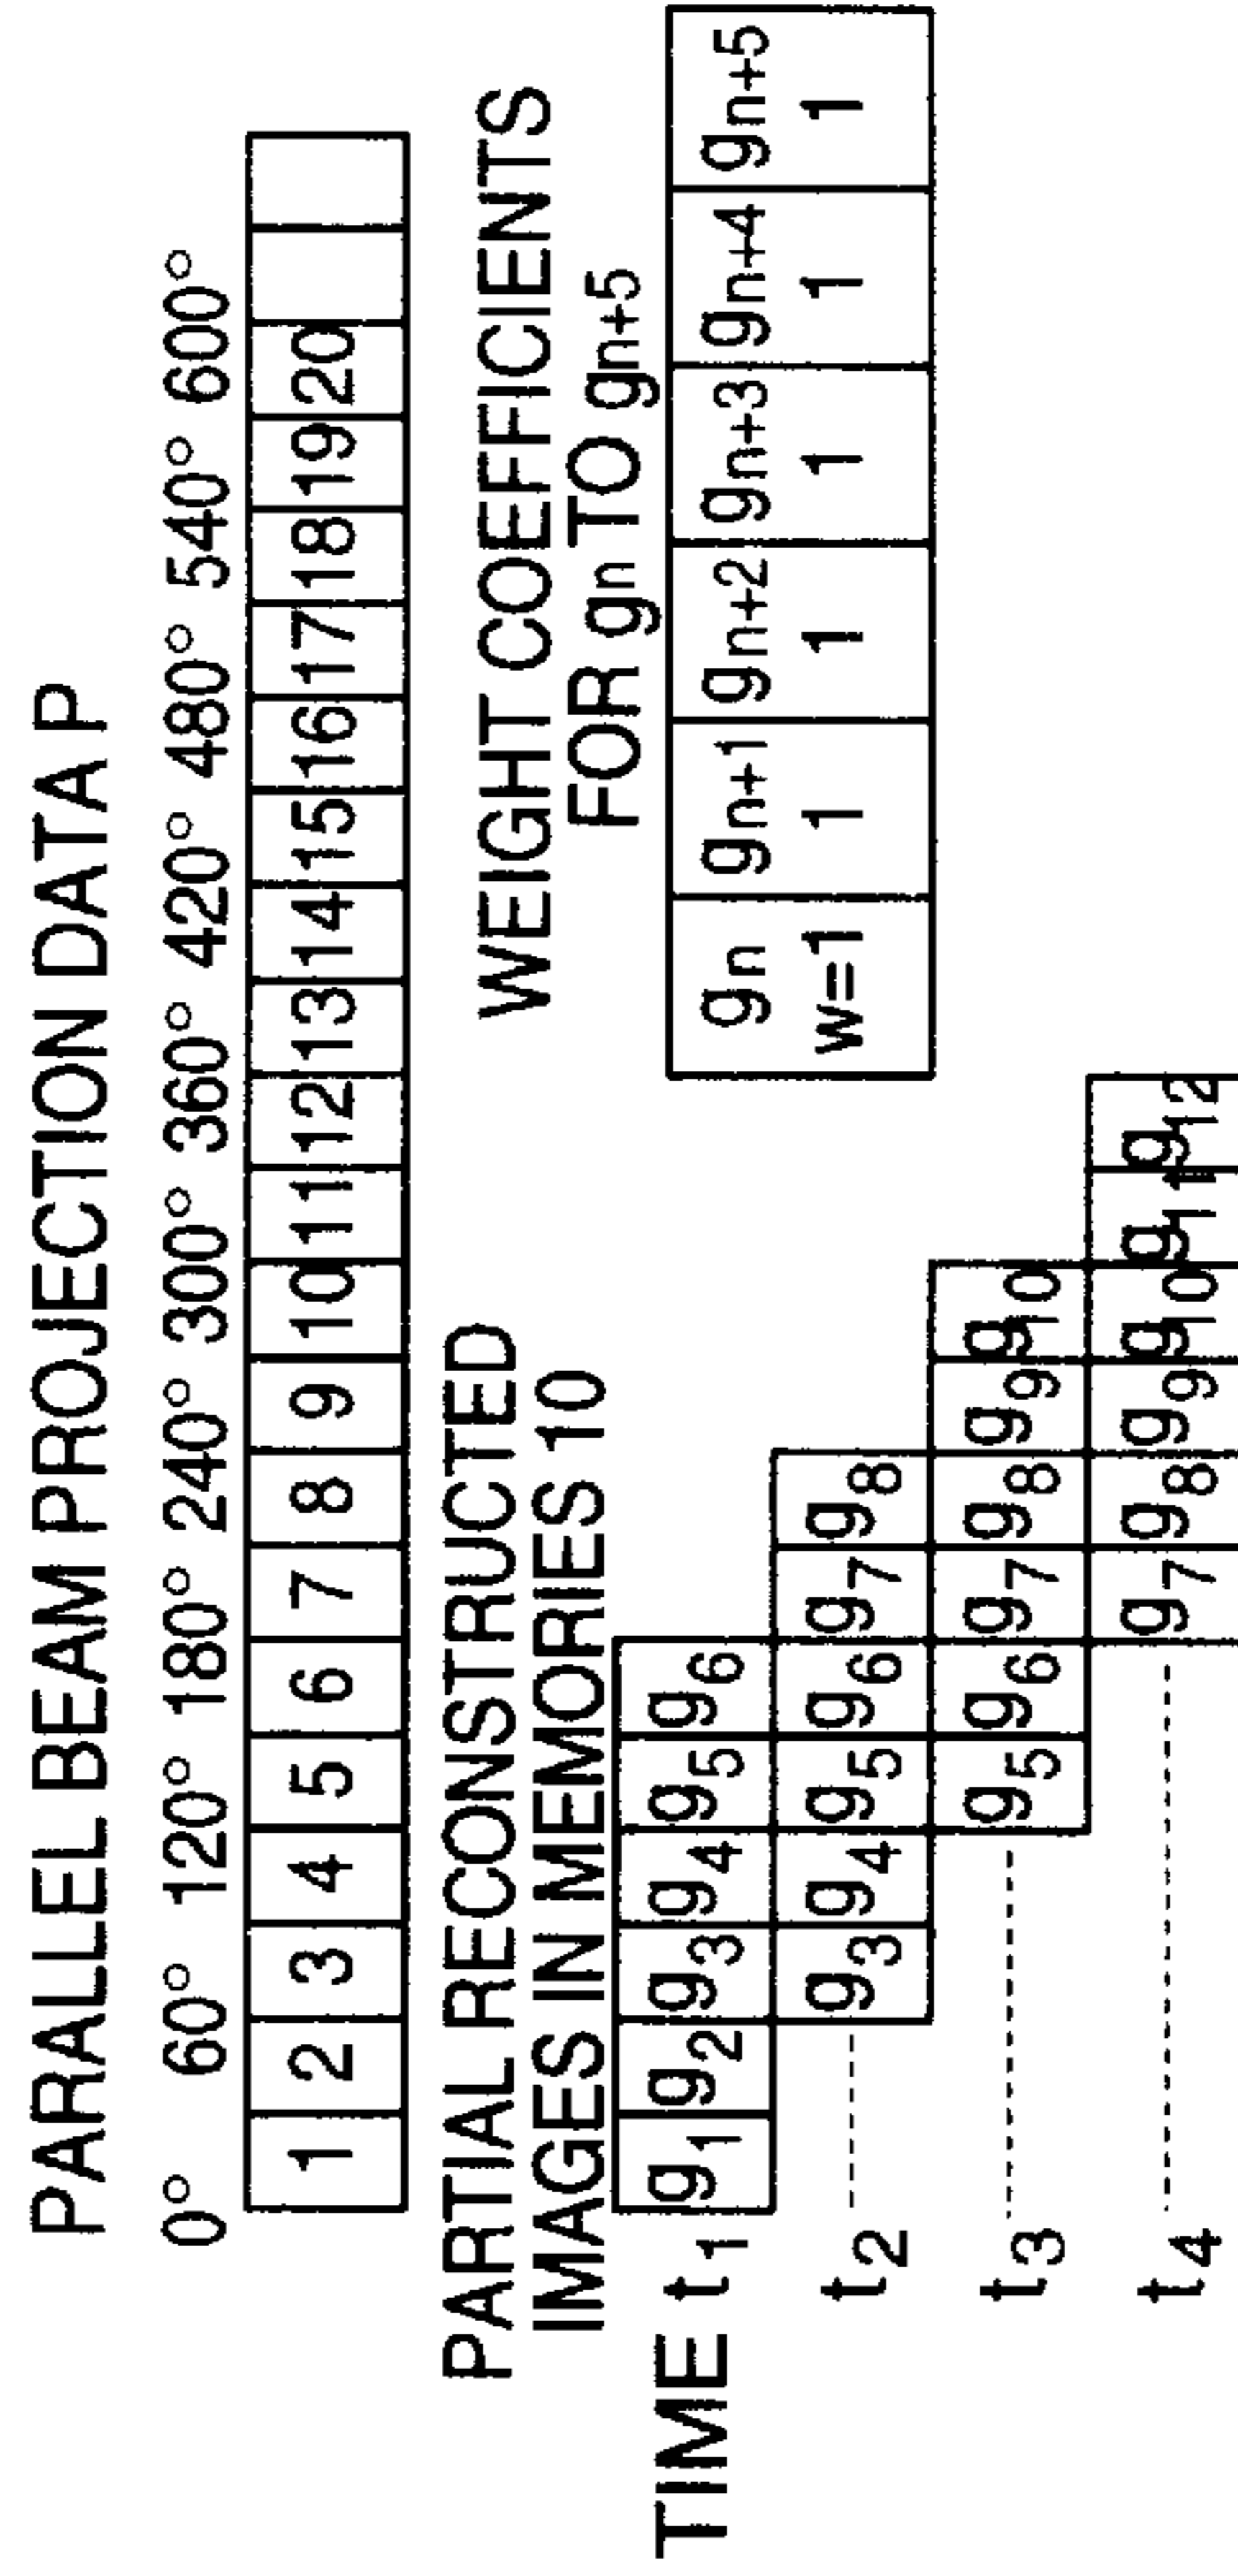 PARALLEL BEAM PROJECTION DATA P
0° 60° 120° 180° 240° 300° 360° 420° 480° 540° 600°
1 2 3 4 5 6 7 8 9 10 11 12 13 14 15 16 17 18 19 20
PARTIAL RECONSTRUCTED
IMAGES IN MEMORIES 10
WEIGHT COEFFICIENTS
FOR gn TO gn+5
gn gn+1 gn+2 gn+3 gn+4 gn+5
w=1 1 1 1 1 1
TIME t1 g1 g2 g3 g4 g5 g6
t2 g3 g4 g5 g6 g7 g8
t3 g5 g6 g7 g8 g9 g10
t4 g7 g8 g9 g10 g11 g12